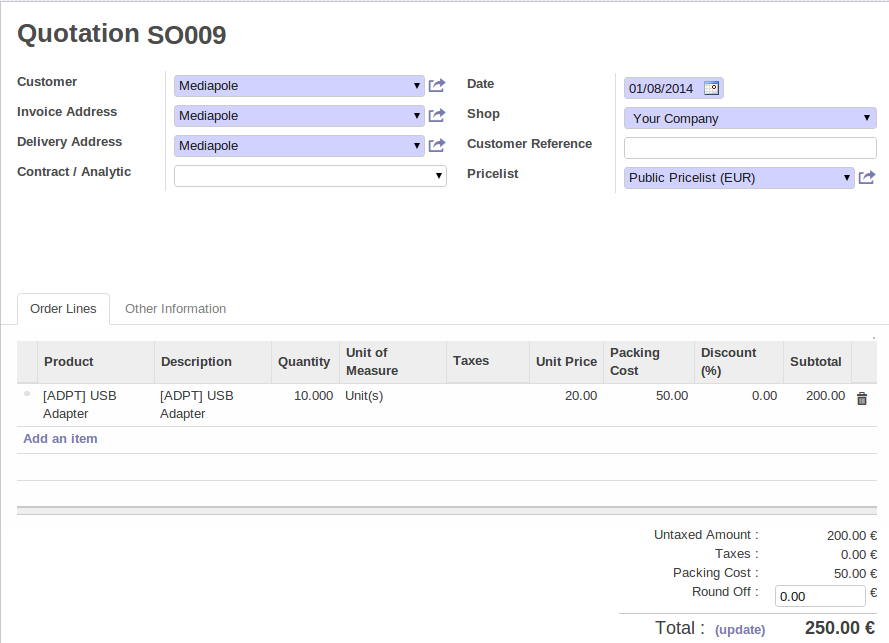 Quotation SO009
Customer Mediapole Date 01/08/2014
Invoice Address Mediapole Shop Your Company
Delivery Address Mediapole Customer Reference
Contract / Analytic Pricelist Public Pricelist (EUR)
Order Lines Other Information
Product Description Quantity Unit of Measure Taxes Unit Price Packing Cost Discount (%) Subtotal
[ADPT] USB [ADPT] USB 10.000 Unit(s) 20.00 50.00 0.00 200.00
Adapter Adapter
Add an item
Untaxed Amount : 200.00 €
Taxes : 0.00 €
Packing Cost : 50.00 €
Round Off : 0.00 €
Total : (update) 250.00 €